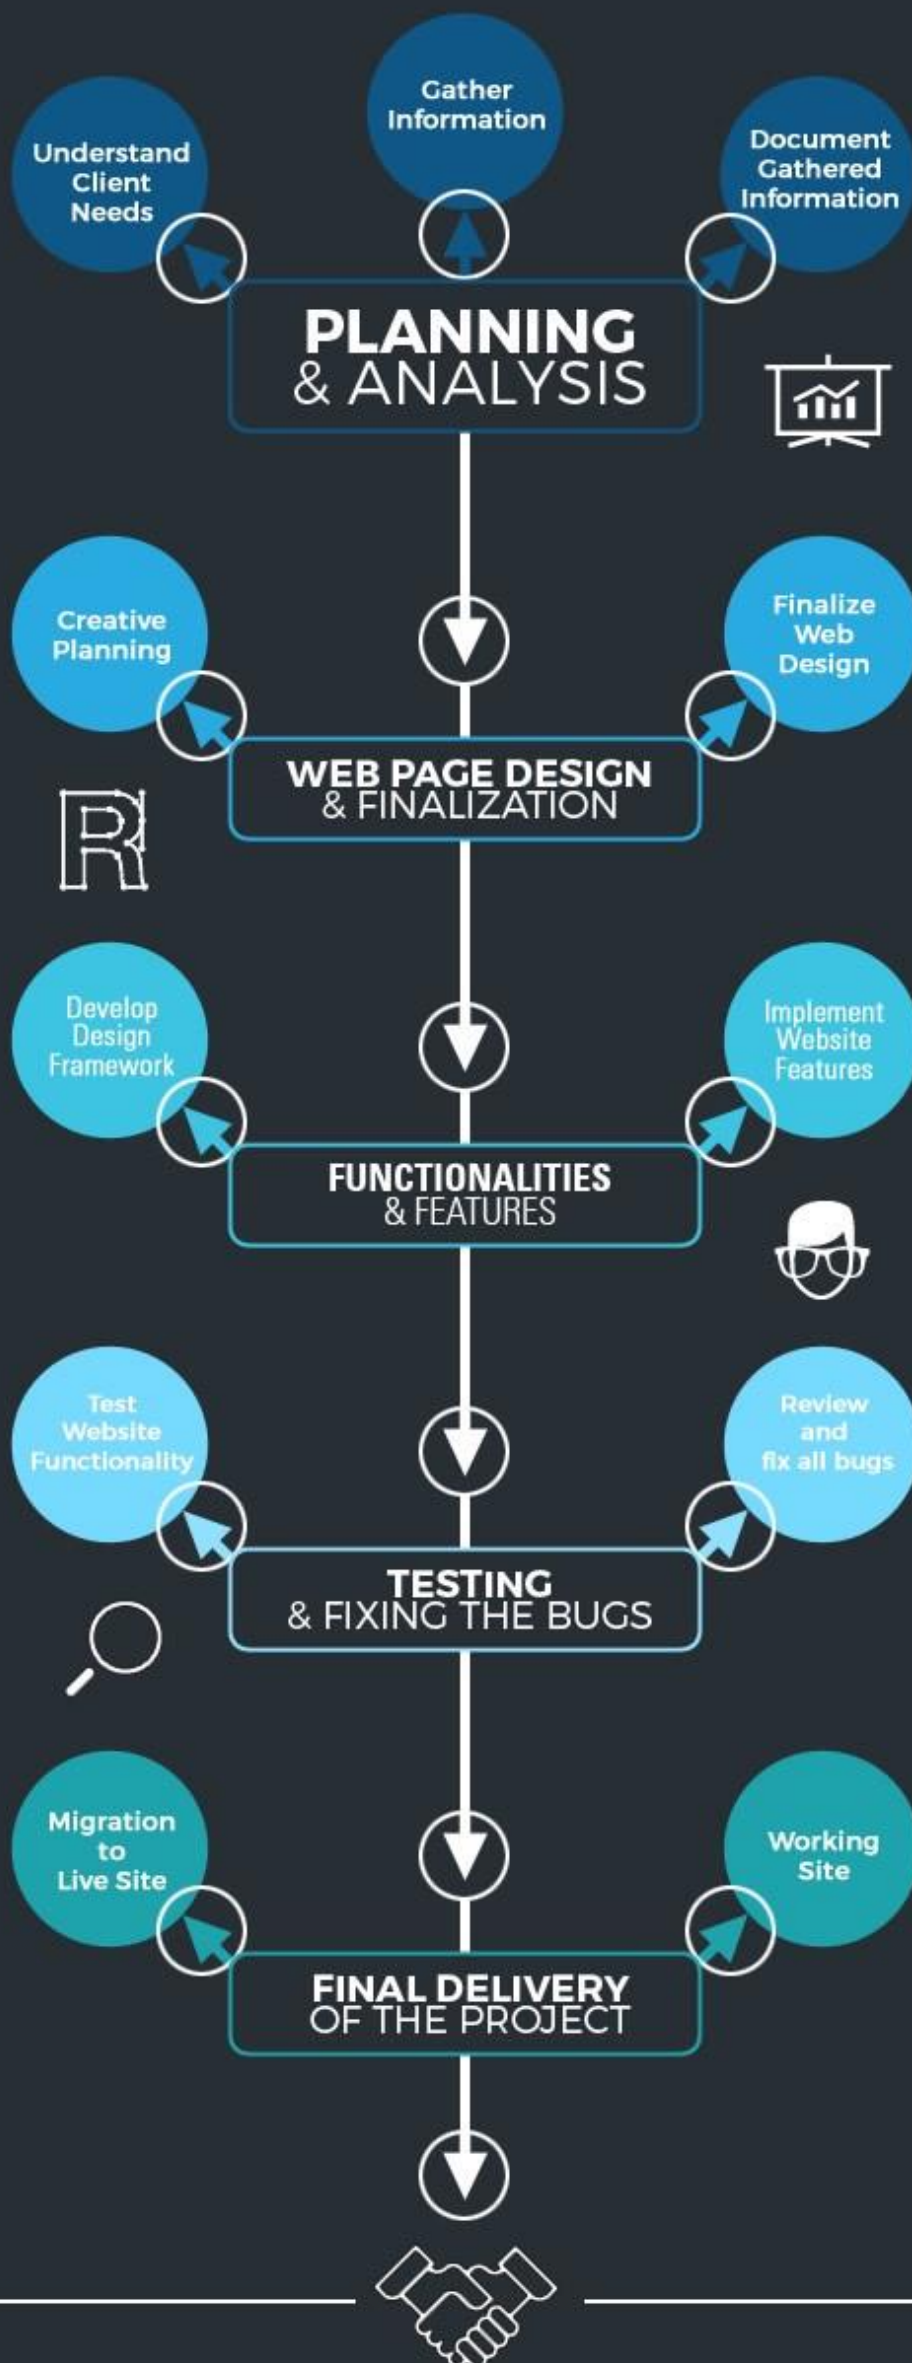 Gather
Information
Understand
Client
Needs
Document
Gathered
Information
PLANNING
& ANALYSIS
Creative
Planning
Finalize
Web
Design
WEB PAGE DESIGN
& FINALIZATION
Develop
Design
Framework
Implement
Website
Features
FUNCTIONALITIES
& FEATURES
Test
Website
Functionality
Review
and
fix all bugs
TESTING
& FIXING THE BUGS
Migration
to
Live Site
Working
Site
FINAL DELIVERY
OF THE PROJECT